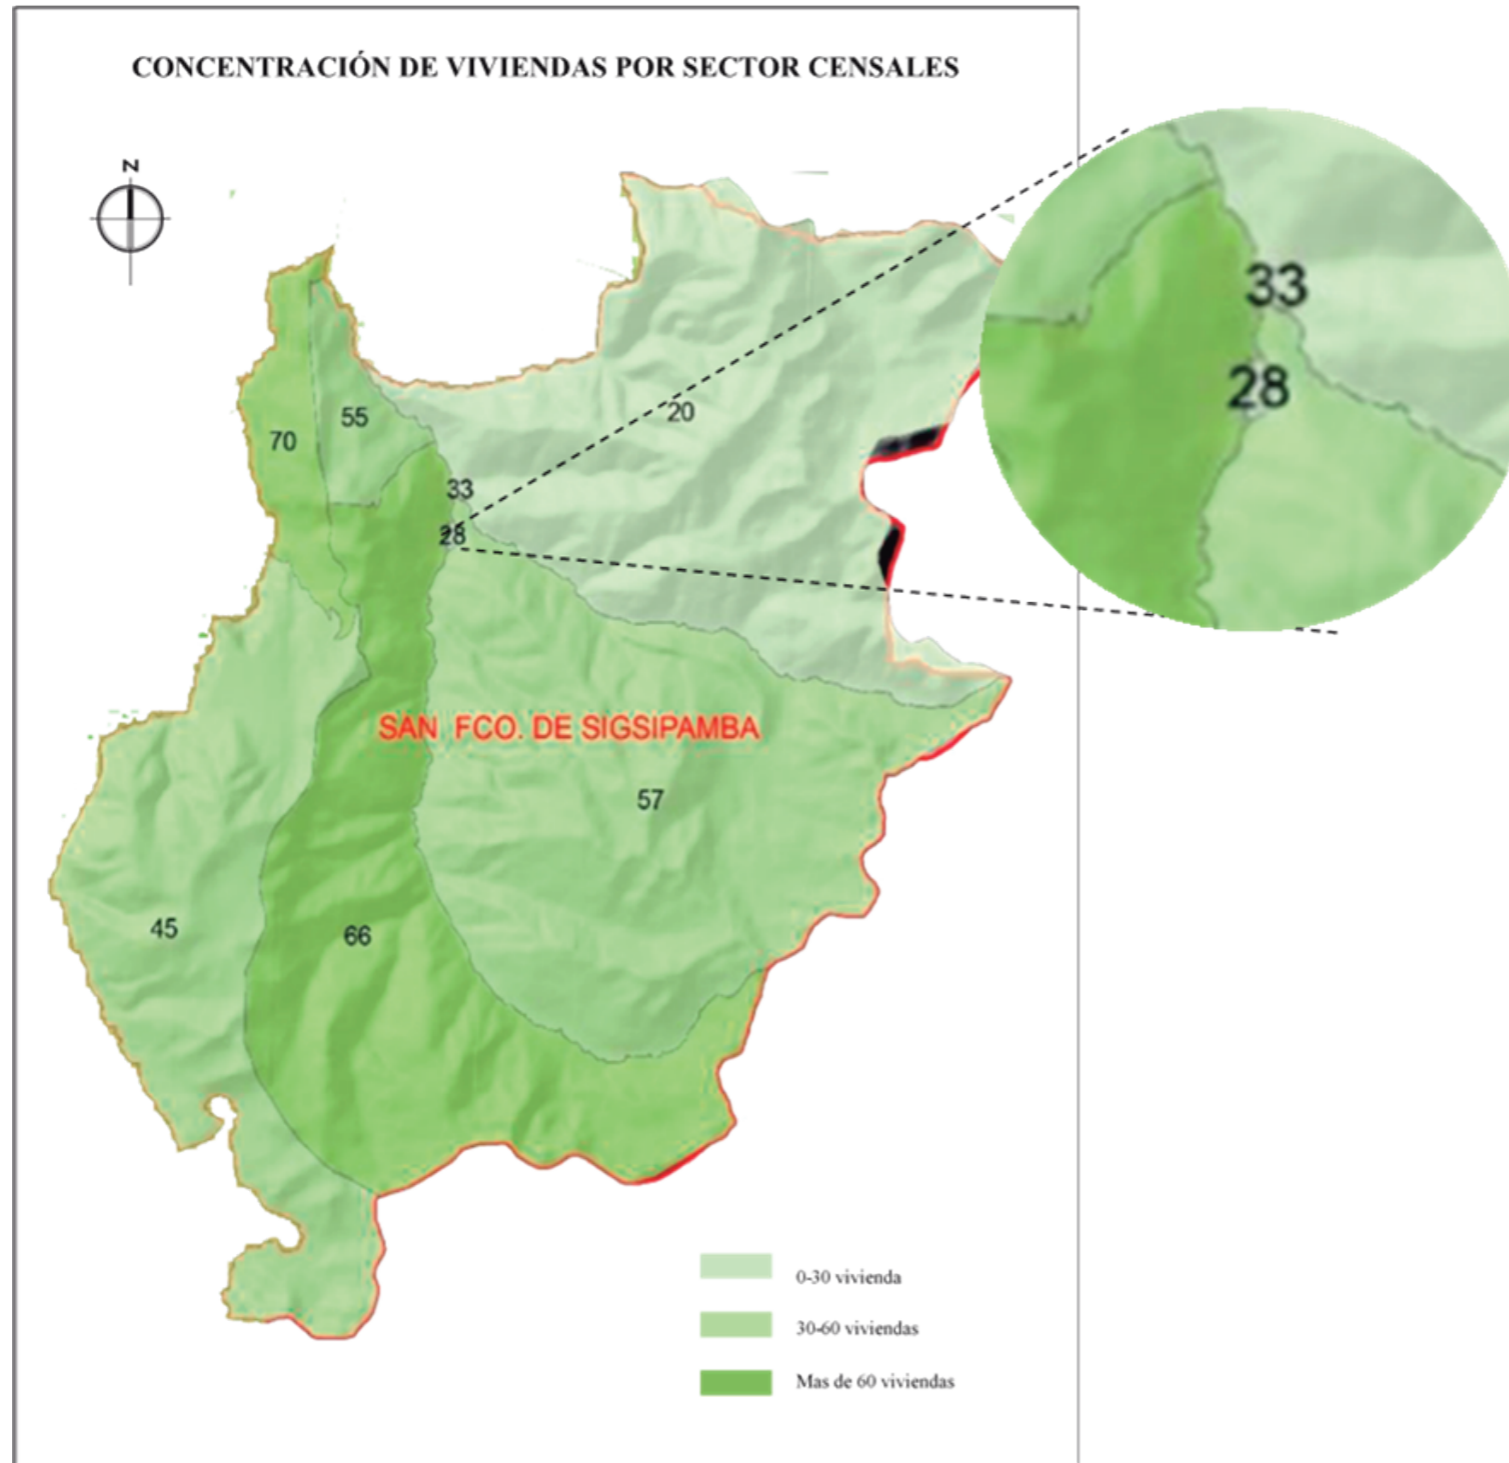 CONCENTRACIÓN DE VIVIENDAS POR SECTOR CENSALES
N
33
28
20
55
70
33
28
SAN FCO. DE SIGSIPAMBA
57
45
66
0-30 vivienda
30-60 viviendas
Mas de 60 viviendas